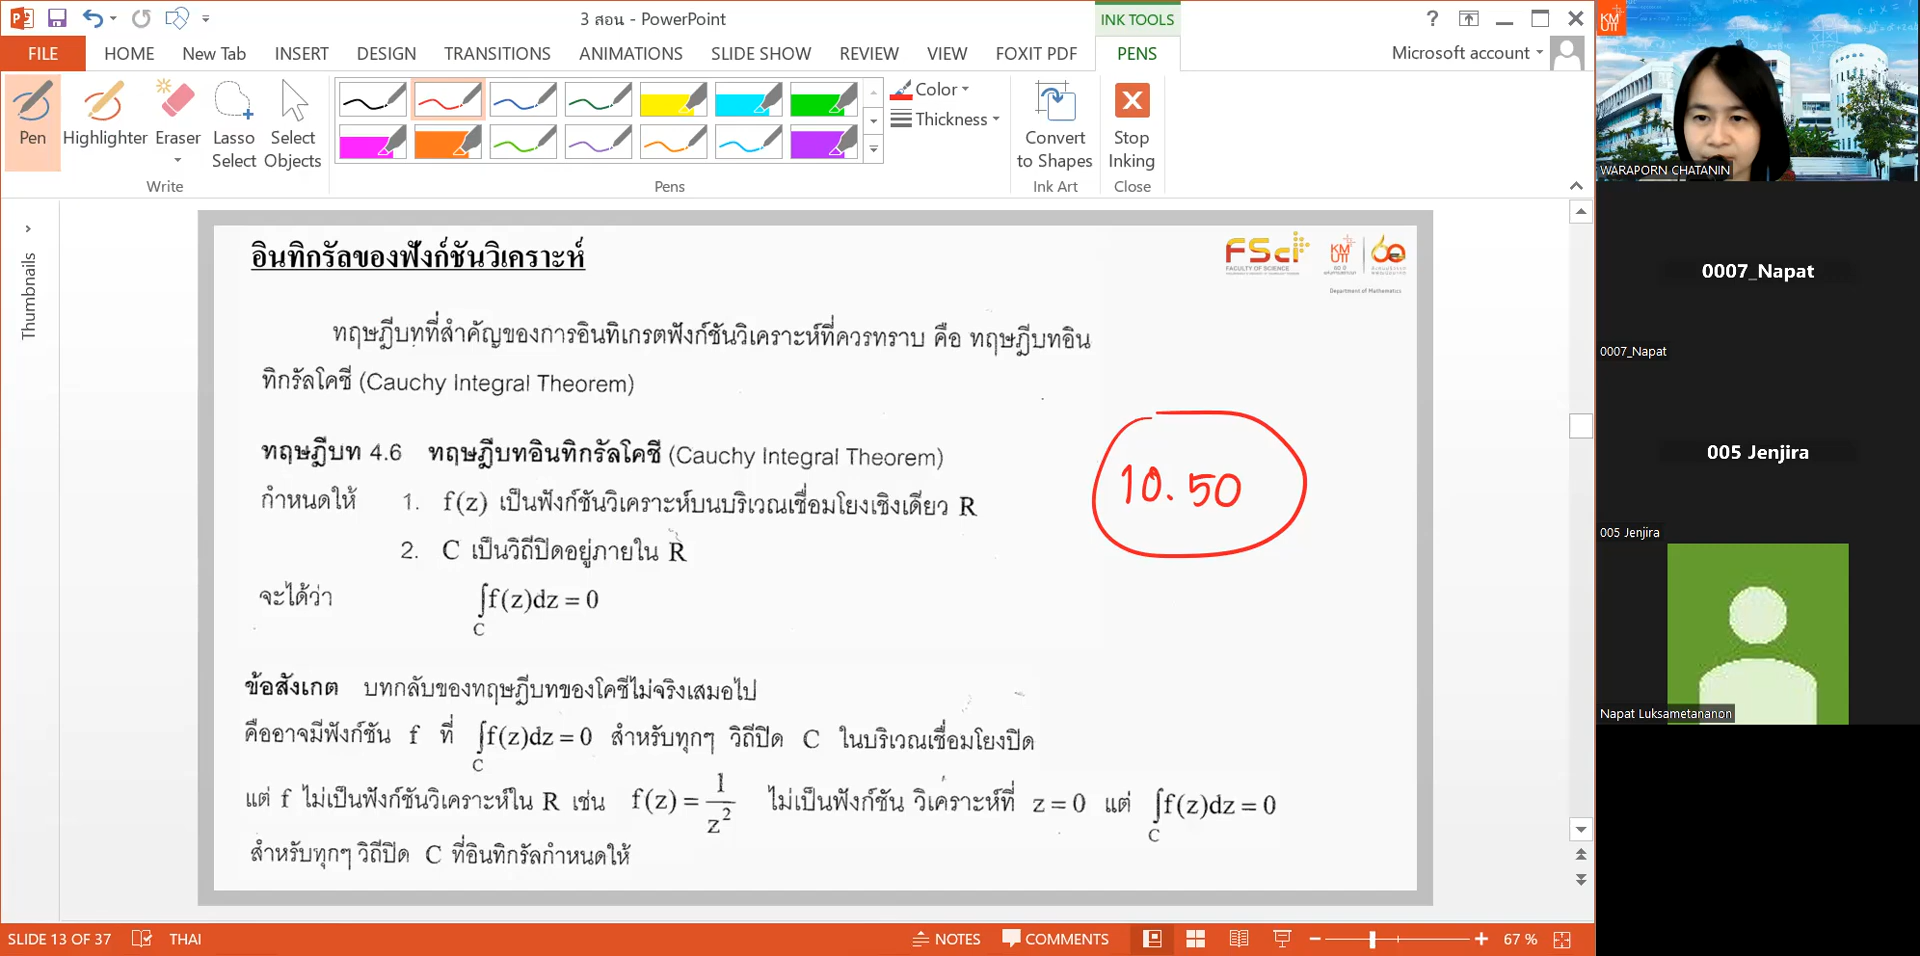 3 สอน - PowerPoint
INK TOOLS
FILE HOME New Tab INSERT DESIGN TRANSITIONS ANIMATIONS SLIDE SHOW REVIEW VIEW FOXIT PDF PENS
Microsoft account
Pen Highlighter Eraser Lasso Select Select Objects
Color
Thickness
Convert to Shapes
Stop Inking
Write
Pens
Ink Art
Close
Thumbnails
อินทิกรัลของฟังก์ชันวิเคราะห์
FSci
FACULTY OF SCIENCE
KMUTT
Department of Mathematics
ทฤษฎีบทที่สำคัญของการอินทิเกรตฟังก์ชันวิเคราะห์ที่ควรทราบ คือ ทฤษฎีบทอิน
ทิกรัลโคชี (Cauchy Integral Theorem)
ทฤษฎีบท 4.6 ทฤษฎีบทอินทิกรัลโคชี (Cauchy Integral Theorem)
กำหนดให้ 1. f(z) เป็นฟังก์ชันวิเคราะห์บนบริเวณเชื่อมโยงเชิงเดียว R
2. C เป็นวิถีปิดอยู่ภายใน R
จะได้ว่า ∫_C f(z)dz = 0
10.50
ข้อสังเกต บทกลับของทฤษฎีบทของโคชีไม่จริงเสมอไป
คืออาจมีฟังก์ชัน f ที่ ∫_C f(z)dz = 0 สำหรับทุกๆ วิถีปิด C ในบริเวณเชื่อมโยงปิด
แต่ f ไม่เป็นฟังก์ชันวิเคราะห์ใน R เช่น f(z) = 1/z² ไม่เป็นฟังก์ชัน วิเคราะห์ที่ z = 0 แต่ ∫_C f(z)dz = 0
สำหรับทุกๆ วิถีปิด C ที่อินทิกรัลกำหนดให้
SLIDE 13 OF 37 THAI NOTES COMMENTS 67 %
KMUTT
WARAPORN CHATANIN
0007_Napat
0007_Napat
005 Jenjira
005 Jenjira
Napat Luksametananon